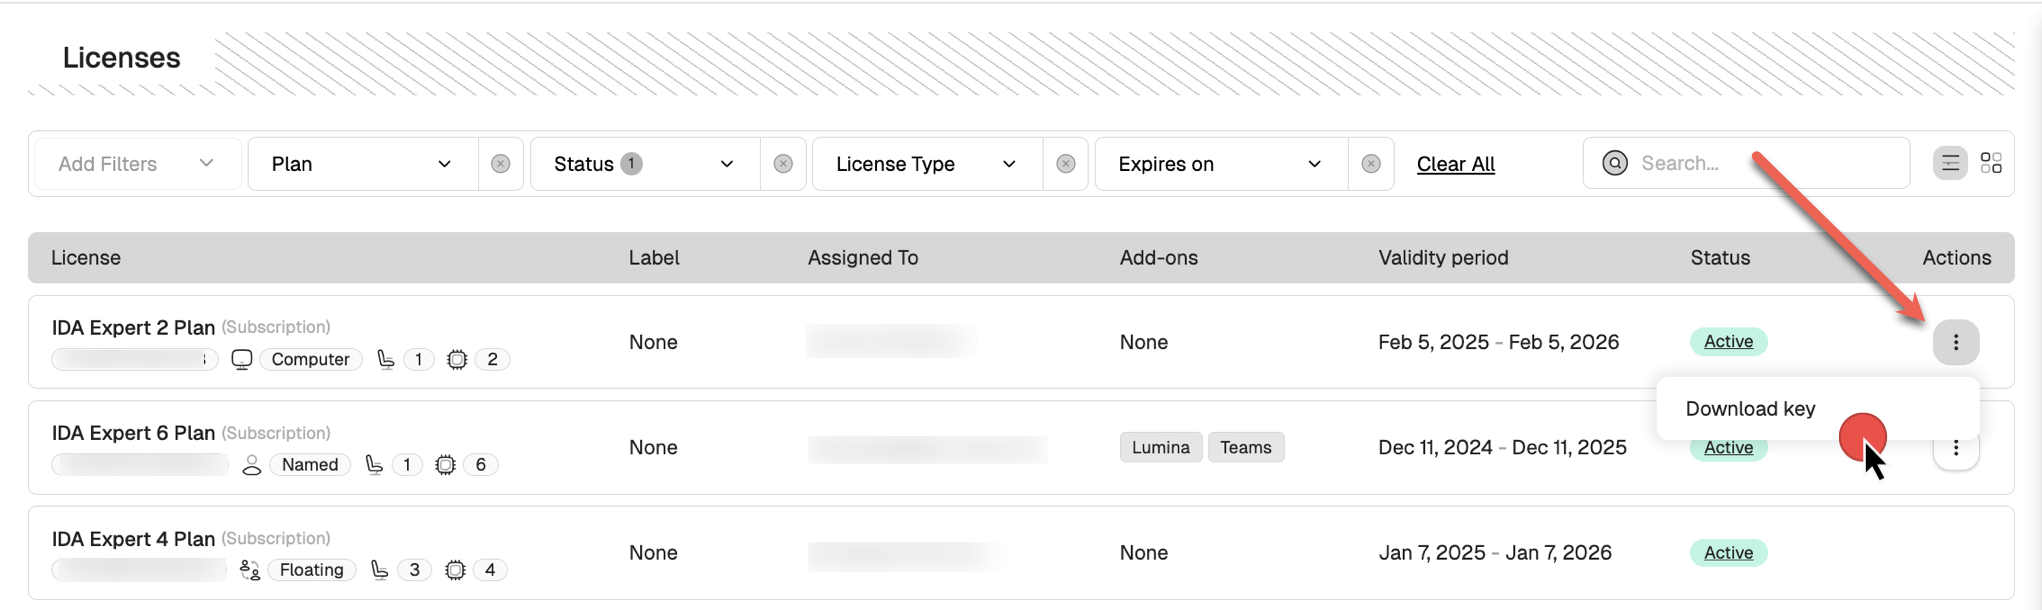 Licenses
Add Filters Plan Status 1 License Type Expires on Clear All Search...
License Label Assigned To Add-ons Validity period Status Actions
IDA Expert 2 Plan (Subscription)
None None Feb 5, 2025 - Feb 5, 2026 Active
Computer 1 2
Download key
IDA Expert 6 Plan (Subscription)
None Lumina Teams Dec 11, 2024 - Dec 11, 2025 Active
Named 1 6
IDA Expert 4 Plan (Subscription)
None None Jan 7, 2025 - Jan 7, 2026 Active
Floating 3 4